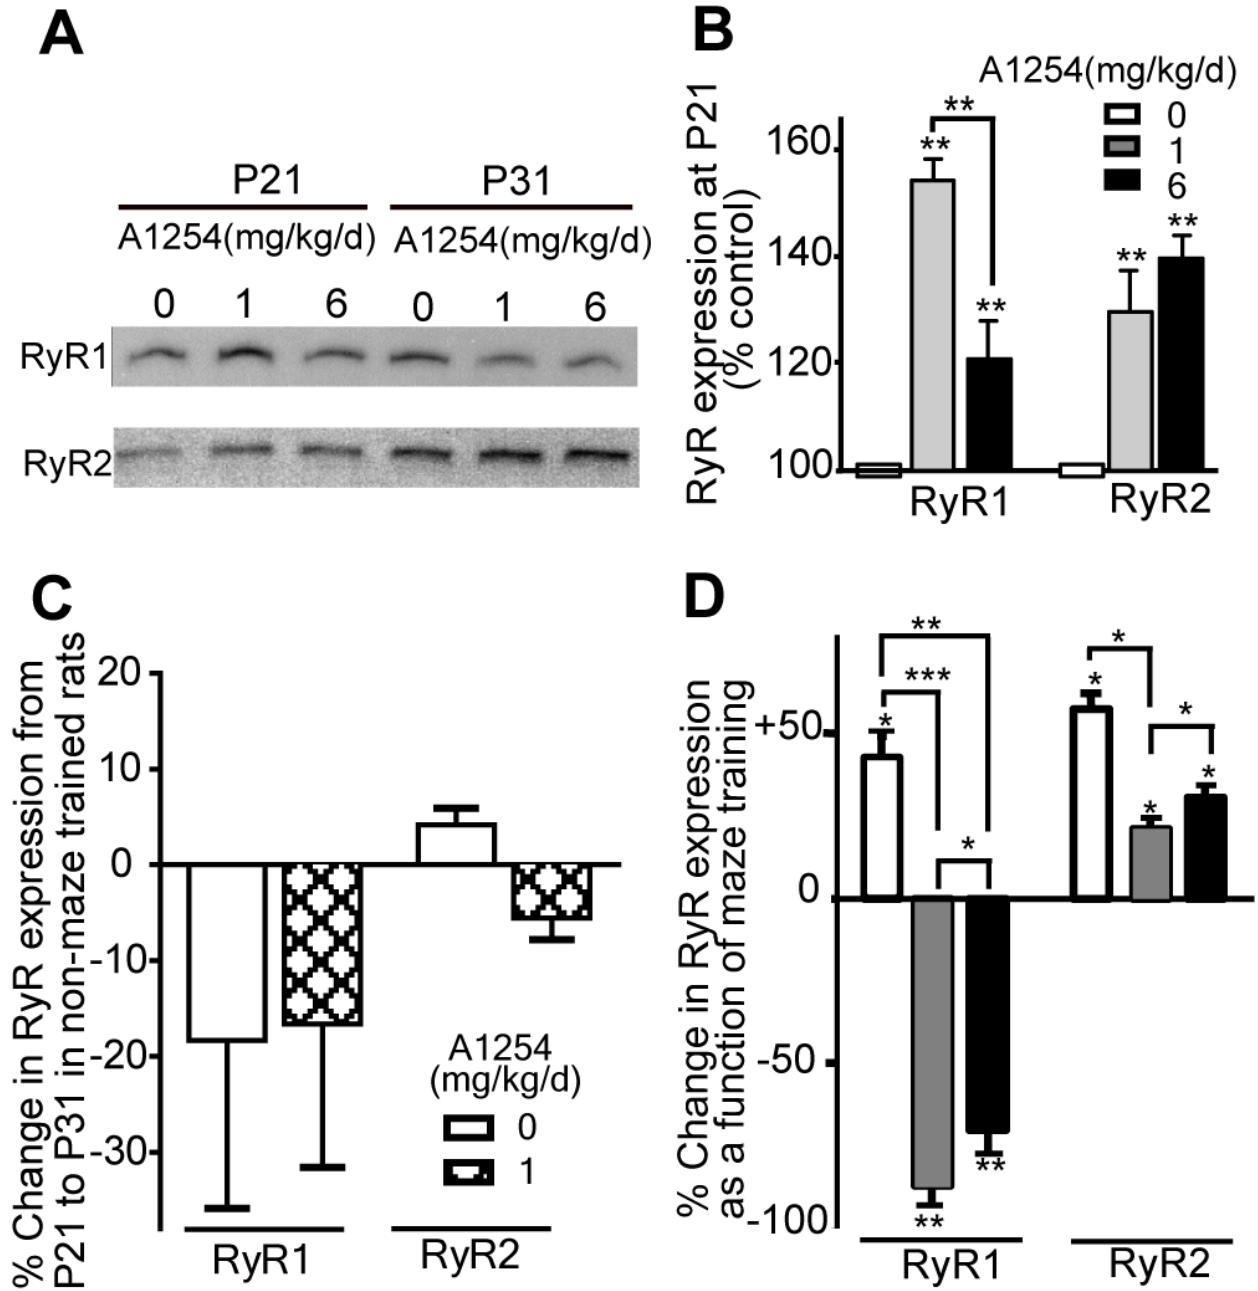 A
P21
P31
A1254(mg/kg/d)
A1254(mg/kg/d)
0 1 6 0 1 6
RyR1
RyR2
B
A1254(mg/kg/d)
0
1
6
RyR expression at P21
(% control)
160
140
120
100
**
**
**
**
**
RyR1
RyR2
C
% Change in RyR expression from
P21 to P31 in non-maze trained rats
20
10
0
-10
-20
-30
A1254
(mg/kg/d)
0
1
RyR1
RyR2
D
% Change in RyR expression
as a function of maze training
+50
0
-50
-100
**
***
*
*
**
**
*
*
*
*
*
RyR1
RyR2